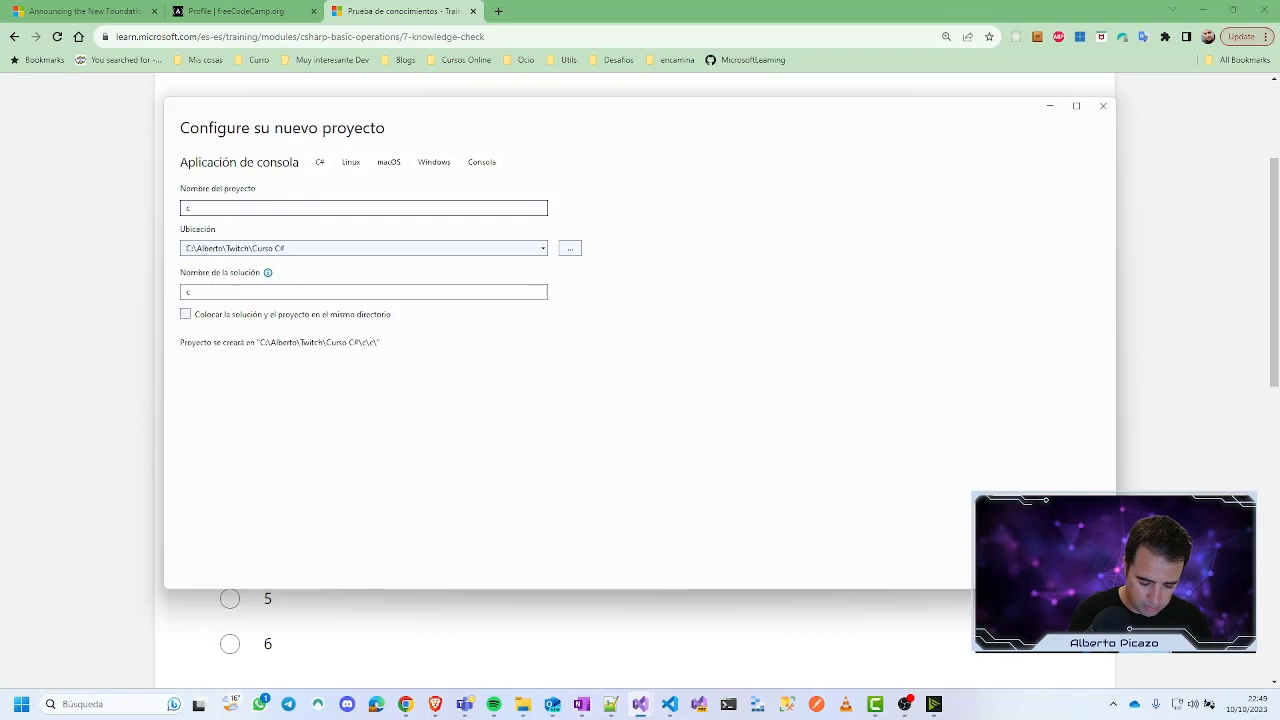 Announcing the New Foundatic
Profile | freeCodeCamp.org
Prueba de conocimientos - Trai
learn.microsoft.com/es-es/training/modules/csharp-basic-operations/7-knowledge-check
Update
Bookmarks
You searched for -...
Mis cosas
Curro
Muy interesante Dev
Blogs
Cursos Online
Ocio
Utils
Desafios
encamina
MicrosoftLearning
All Bookmarks
Configure su nuevo proyecto
Aplicación de consola C# Linux macOS Windows Consola
Nombre del proyecto
c
Ubicación
C:\Alberto\Twitch\Curso C#
...
Nombre de la solución
c
Colocar la solución y el proyecto en el mismo directorio
Proyecto se creará en "C:\Alberto\Twitch\Curso C#\c\c\"
5
6
Alberto Picazo
Búsqueda
16°
1
22:49
10/10/2023